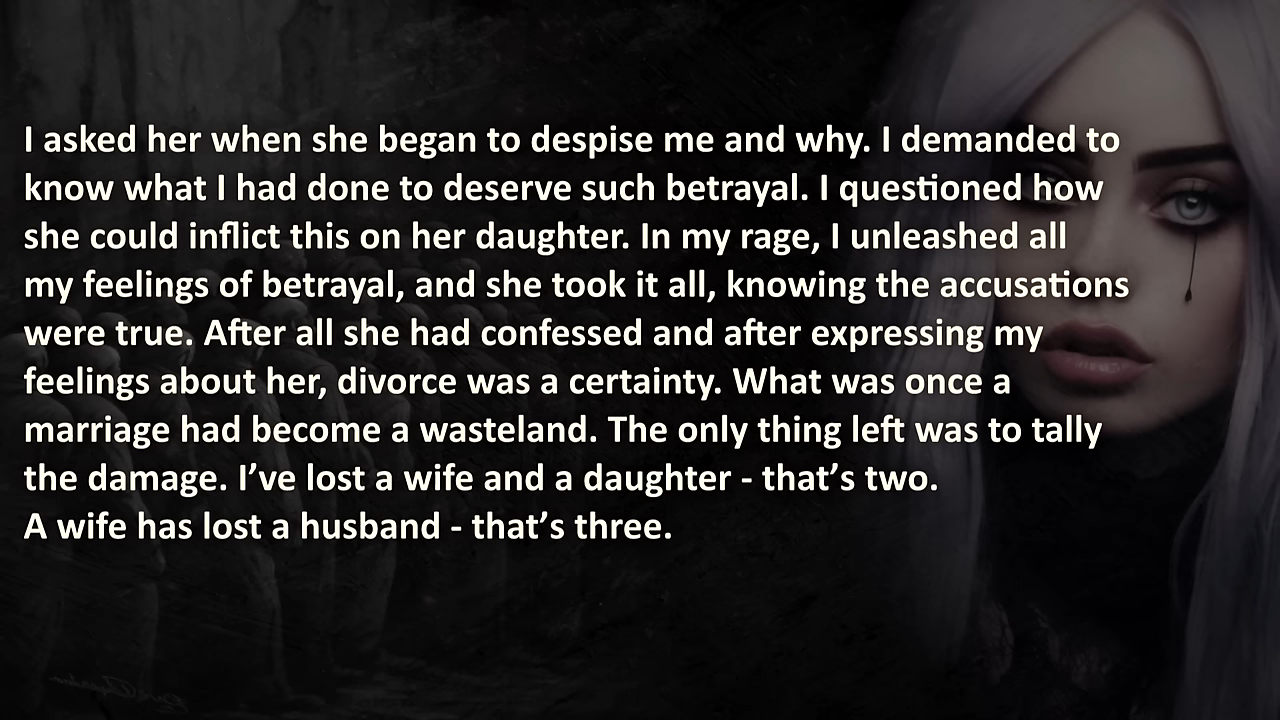 I asked her when she began to despise me and why. I demanded to
know what I had done to deserve such betrayal. I questioned how
she could inflict this on her daughter. In my rage, I unleashed all
my feelings of betrayal, and she took it all, knowing the accusations
were true. After all she had confessed and after expressing my
feelings about her, divorce was a certainty. What was once a
marriage had become a wasteland. The only thing left was to tally
the damage. I’ve lost a wife and a daughter - that’s two.
A wife has lost a husband - that’s three.